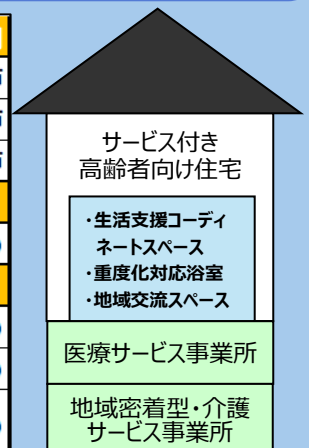 サービス付き
高齢者向け住宅
・生活支援コーディ
ネートスペース
・重度化対応浴室
・地域交流スペース
医療サービス事業所
地域密着型・介護
サービス事業所